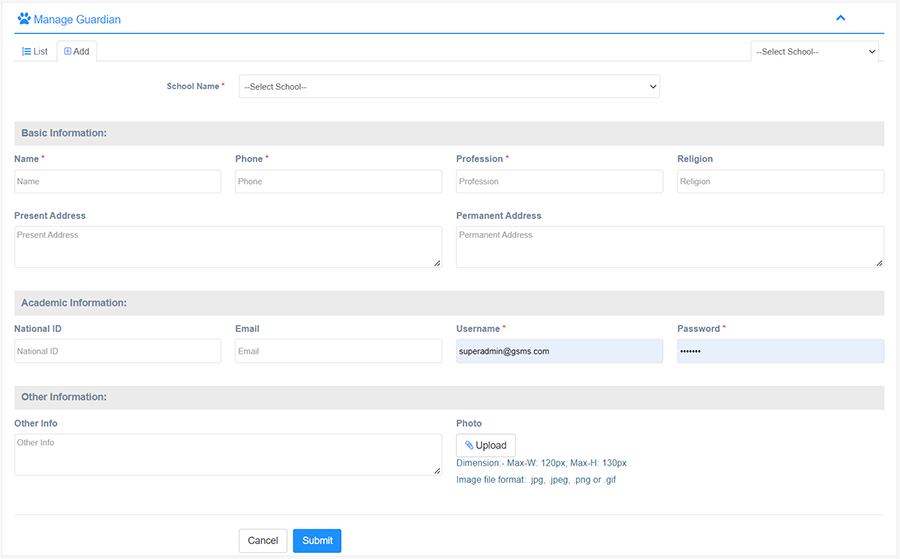 Manage Guardian
List Add --Select School--
School Name * --Select School--
Basic Information:
Name * Phone * Profession * Religion
Name Phone Profession Religion
Present Address Permanent Address
Present Address Permanent Address
Academic Information:
National ID Email Username * Password *
National ID Email superadmin@gsms.com •••••••
Other Information:
Other Info Photo
Other Info
Upload
Dimension:- Max-W: 120px, Max-H: 130px
Image file format: .jpg, .jpeg, .png or .gif
Cancel Submit